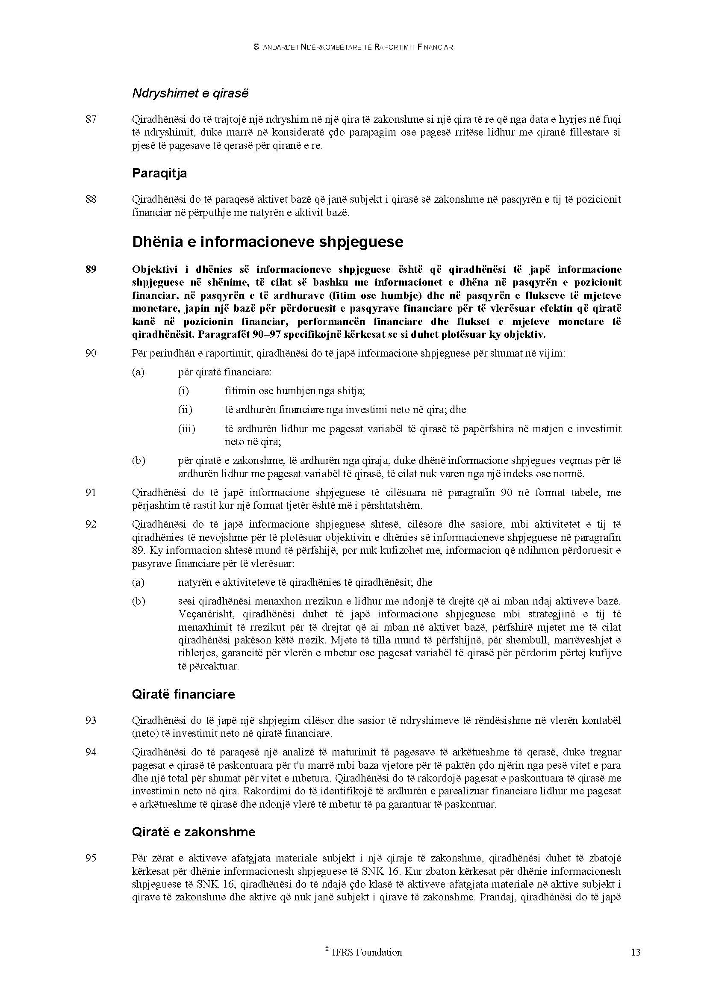 STANDARDET NDËRKOMBËTARE TË RAPORTIMIT FINANCIAR
Ndryshimet e qirasë
87 Qiradhënësi do të trajtojë një ndryshim në një qira të zakonshme si një qira të re që nga data e hyrjes në fuqi
të ndryshimit, duke marrë në konsideratë çdo parapagim ose pagesë rritëse lidhur me qiranë fillestare si
pjesë të pagesave të qerasë për qiranë e re.
Paraqitja
88 Qiradhënësi do të paraqesë aktivet bazë që janë subjekt i qirasë së zakonshme në pasqyrën e tij të pozicionit
financiar në përputhje me natyrën e aktivit bazë.
Dhënia e informacioneve shpjeguese
89 Objektivi i dhënies së informacioneve shpjeguese është që qiradhënësi të japë informacione
shpjeguese në shënime, të cilat së bashku me informacionet e dhëna në pasqyrën e pozicionit
financiar, në pasqyrën e të ardhurave (fitim ose humbje) dhe në pasqyrën e flukseve të mjeteve
monetare, japin një bazë për përdoruesit e pasqyrave financiare për të vlerësuar efektin që qiratë
kanë në pozicionin financiar, performancën financiare dhe flukset e mjeteve monetare të
qiradhënësit. Paragrafët 90–97 specifikojnë kërkesat se si duhet plotësuar ky objektiv.
90 Për periudhën e raportimit, qiradhënësi do të japë informacione shpjeguese për shumat në vijim:
(a) për qiratë financiare:
(i) fitimin ose humbjen nga shitja;
(ii) të ardhurën financiare nga investimi neto në qira; dhe
(iii) të ardhurën lidhur me pagesat variabël të qirasë të papërfshira në matjen e investimit
neto në qira;
(b) për qiratë e zakonshme, të ardhurën nga qiraja, duke dhënë informacione shpjegues veçmas për të
ardhurën lidhur me pagesat variabël të qirasë, të cilat nuk varen nga një indeks ose normë.
91 Qiradhënësi do të japë informacione shpjeguese të cilësuara në paragrafin 90 në format tabele, me
përjashtim të rastit kur një format tjetër është më i përshtatshëm.
92 Qiradhënësi do të japë informacione shpjeguese shtesë, cilësore dhe sasiore, mbi aktivitetet e tij të
qiradhënies të nevojshme për të plotësuar objektivin e dhënies së informacioneve shpjeguese në paragrafin
89. Ky informacion shtesë mund të përfshijë, por nuk kufizohet me, informacion që ndihmon përdoruesit e
pasyrave financiare për të vlerësuar:
(a) natyrën e aktiviteteve të qiradhënies të qiradhënësit; dhe
(b) sesi qiradhënësi menaxhon rrezikun e lidhur me ndonjë të drejtë që ai mban ndaj aktiveve bazë.
Veçanërisht, qiradhënësi duhet të japë informacione shpjeguese mbi strategjinë e tij të
menaxhimit të rrezikut për të drejtat që ai mban në aktivet bazë, përfshirë mjetet me të cilat
qiradhënësi pakëson këtë rrezik. Mjete të tilla mund të përfshijnë, për shembull, marrëveshjet e
riblerjes, garancitë për vlerën e mbetur ose pagesat variabël të qirasë për përdorim përtej kufijve
të përcaktuar.
Qiratë financiare
93 Qiradhënësi do të japë një shpjegim cilësor dhe sasior të ndryshimeve të rëndësishme në vlerën kontabël
(neto) të investimit neto në qiratë financiare.
94 Qiradhënësi do të paraqesë një analizë të maturimit të pagesave të arkëtueshme të qerasë, duke treguar
pagesat e qirasë të paskontuara për t'u marrë mbi baza vjetore për të paktën çdo njërin nga pesë vitet e para
dhe një total për shumat për vitet e mbetura. Qiradhënësi do të rakordojë pagesat e paskontuara të qirasë me
investimin neto në qira. Rakordimi do të identifikojë të ardhurën e parealizuar financiare lidhur me pagesat
e arkëtueshme të qirasë dhe ndonjë vlerë të mbetur të pa garantuar të paskontuar.
Qiratë e zakonshme
95 Për zërat e aktiveve afatgjata materiale subjekt i një qiraje të zakonshme, qiradhënësi duhet të zbatojë
kërkesat për dhënie informacionesh shpjeguese të SNK 16. Kur zbaton kërkesat për dhënie informacionesh
shpjeguese të SNK 16, qiradhënësi do të ndajë çdo klasë të aktiveve afatgjata materiale në aktive subjekt i
qirave të zakonshme dhe aktive që nuk janë subjekt i qirave të zakonshme. Prandaj, qiradhënësi do të japë
© IFRS Foundation 13